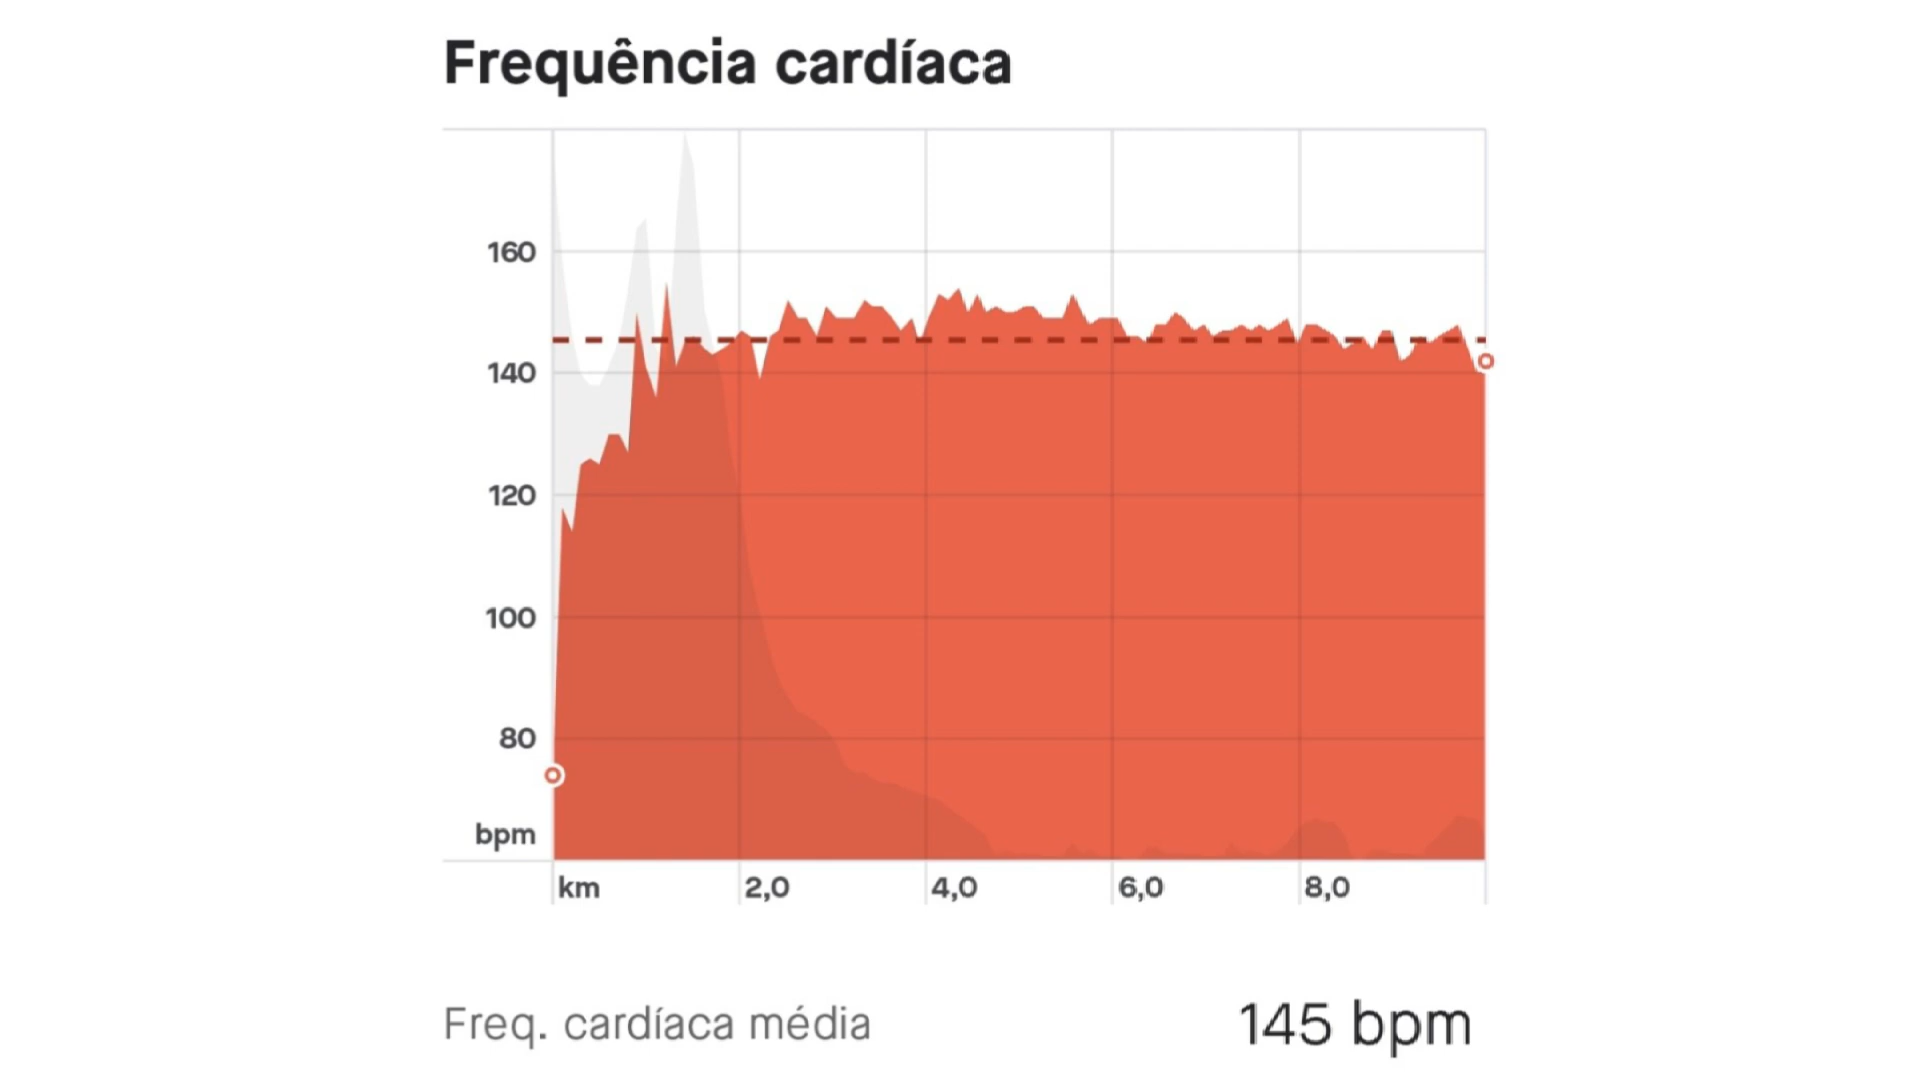 Frequência cardíaca
160
140
120
100
80
bpm
km 2,0 4,0 6,0 8,0
Freq. cardíaca média 145 bpm